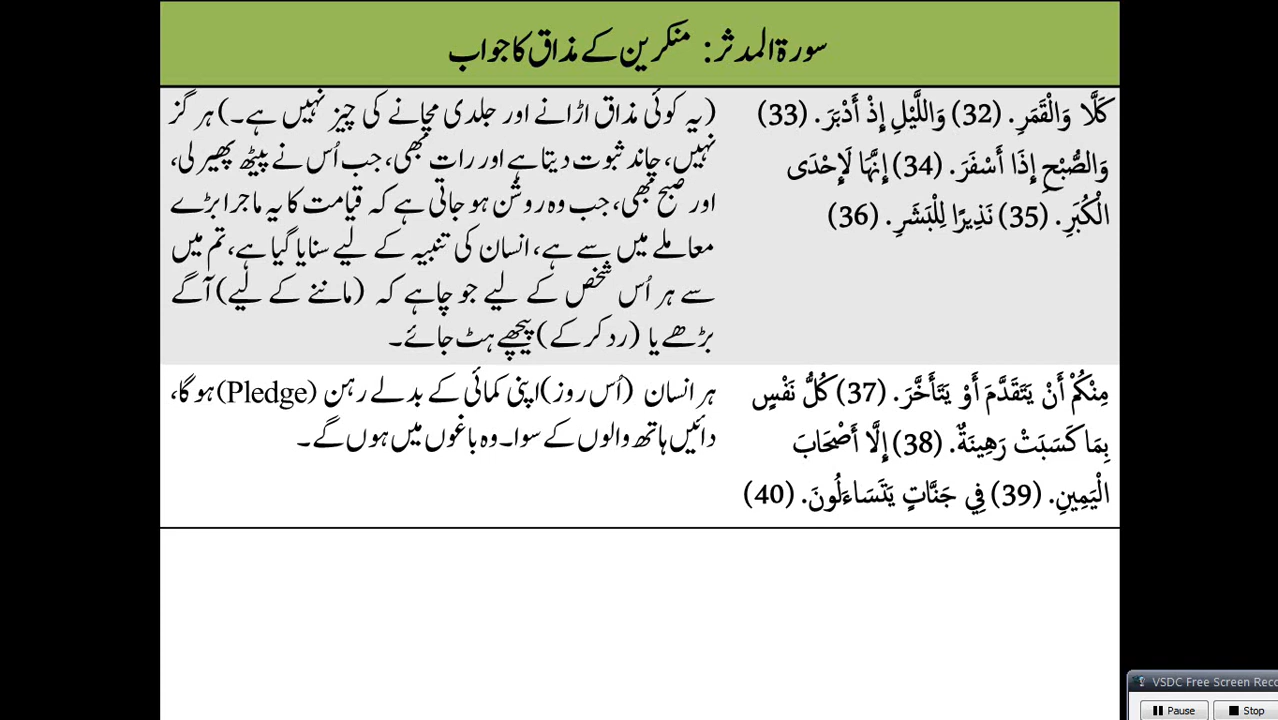 سورۃ المدثر: منکرین کے مذاق کا جواب
كَلَّا وَالْقَمَرِ. (32) وَاللَّيْلِ إِذْ أَدْبَرَ. (33)
وَالصُّبْحِ إِذَا أَسْفَرَ. (34) إِنَّهَا لَإِحْدَى
الْكُبَرِ. (35) نَذِيرًا لِلْبَشَرِ. (36)
(یہ کوئی مذاق اڑانے اور جلدی مچانے کی چیز نہیں ہے۔) ہر گز
نہیں، چاند ثبوت دیتا ہے اور رات بھی، جب اُس نے پیٹھ پھیر لی،
اور صبح بھی، جب وہ روشن ہو جاتی ہے کہ قیامت کا یہ ماجرا بڑے
معاملے میں سے ہے، انسان کی تنبیہ کے لیے سنایا گیا ہے، تم میں
سے ہر اُس شخص کے لیے جو چاہے کہ (ماننے کے لیے) آگے
بڑھے یا (رد کر کے) پیچھے ہٹ جائے۔
مِنْكُمْ أَنْ يَتَقَدَّمَ أَوْ يَتَأَخَّرَ. (37) كُلُّ نَفْسٍ
بِمَا كَسَبَتْ رَهِينَةٌ. (38) إِلَّا أَصْحَابَ
الْيَمِينِ. (39) فِي جَنَّاتٍ يَتَسَاءَلُونَ. (40)
ہر انسان (اُس روز) اپنی کمائی کے بدلے رہن (Pledge) ہو گا،
دائیں ہاتھ والوں کے سوا۔ وہ باغوں میں ہوں گے۔
VSDC Free Screen Reco
Pause Stop